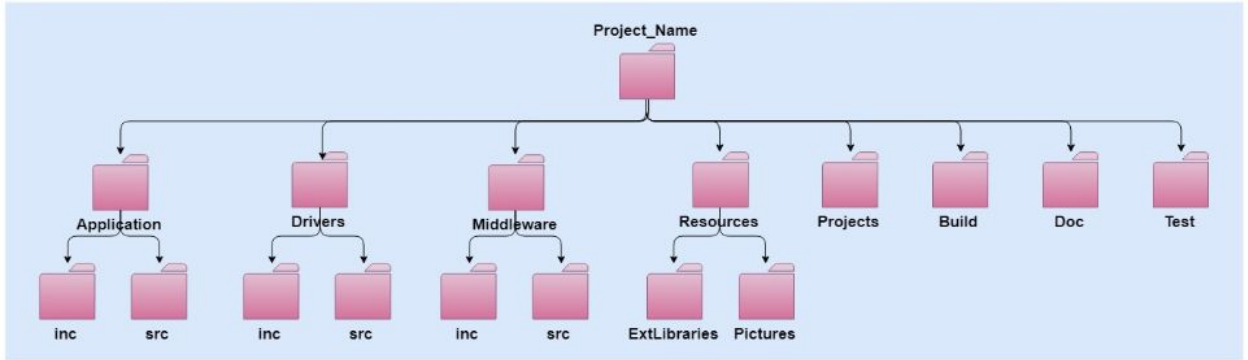 Project_Name
Application
Drivers
Middleware
Resources
Projects
Build
Doc
Test
inc
src
inc
src
inc
src
ExtLibraries
Pictures